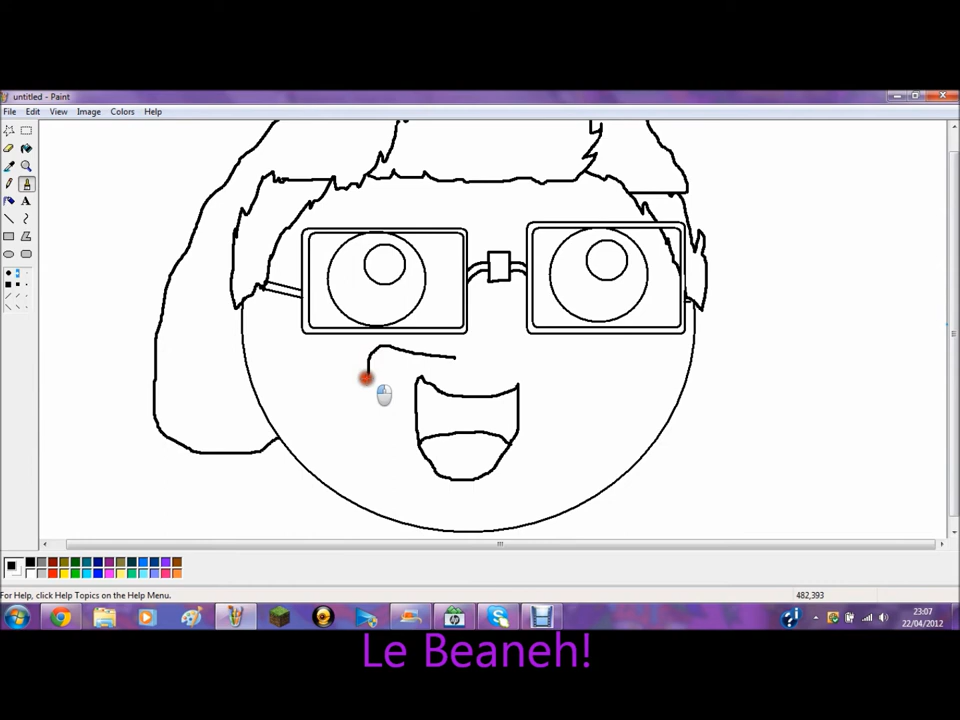 untitled - Paint
File Edit View Image Colors Help
A
For Help, click Help Topics on the Help Menu.
482,393
23:07
22/04/2012
Le Beaneh!